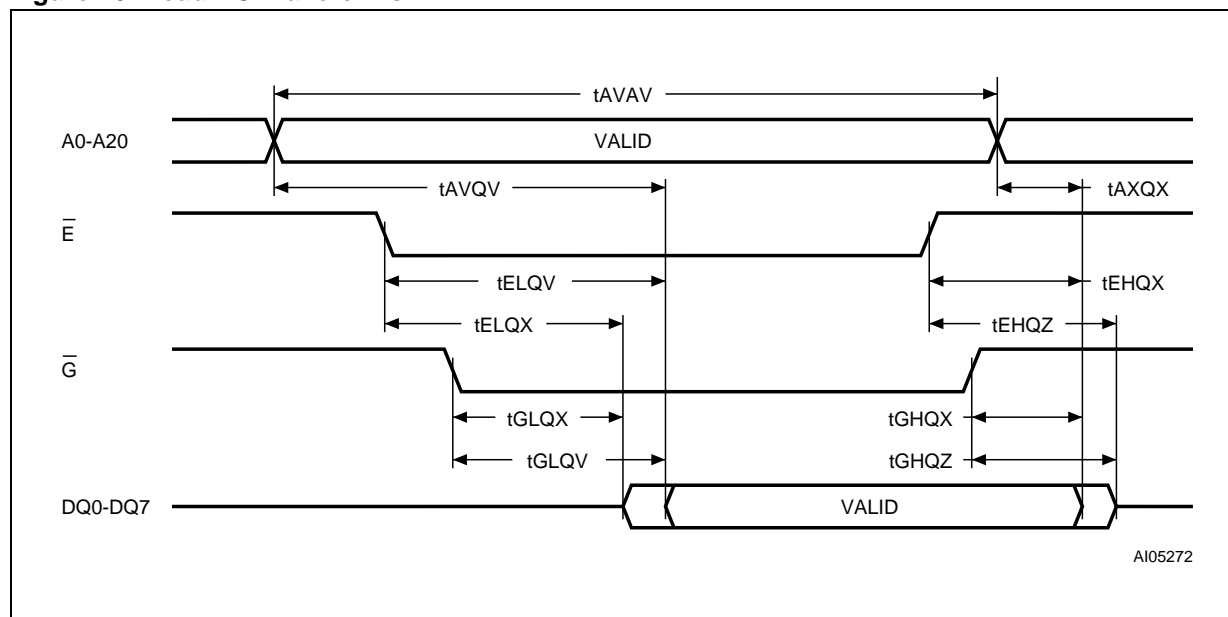 tAVAV
A0-A20 VALID
tAVQV tAXQX
E
tELQV tEHQX
tELQX tEHQZ
G
tGLQX tGHQX
tGLQV tGHQZ
DQ0-DQ7 VALID
AI05272